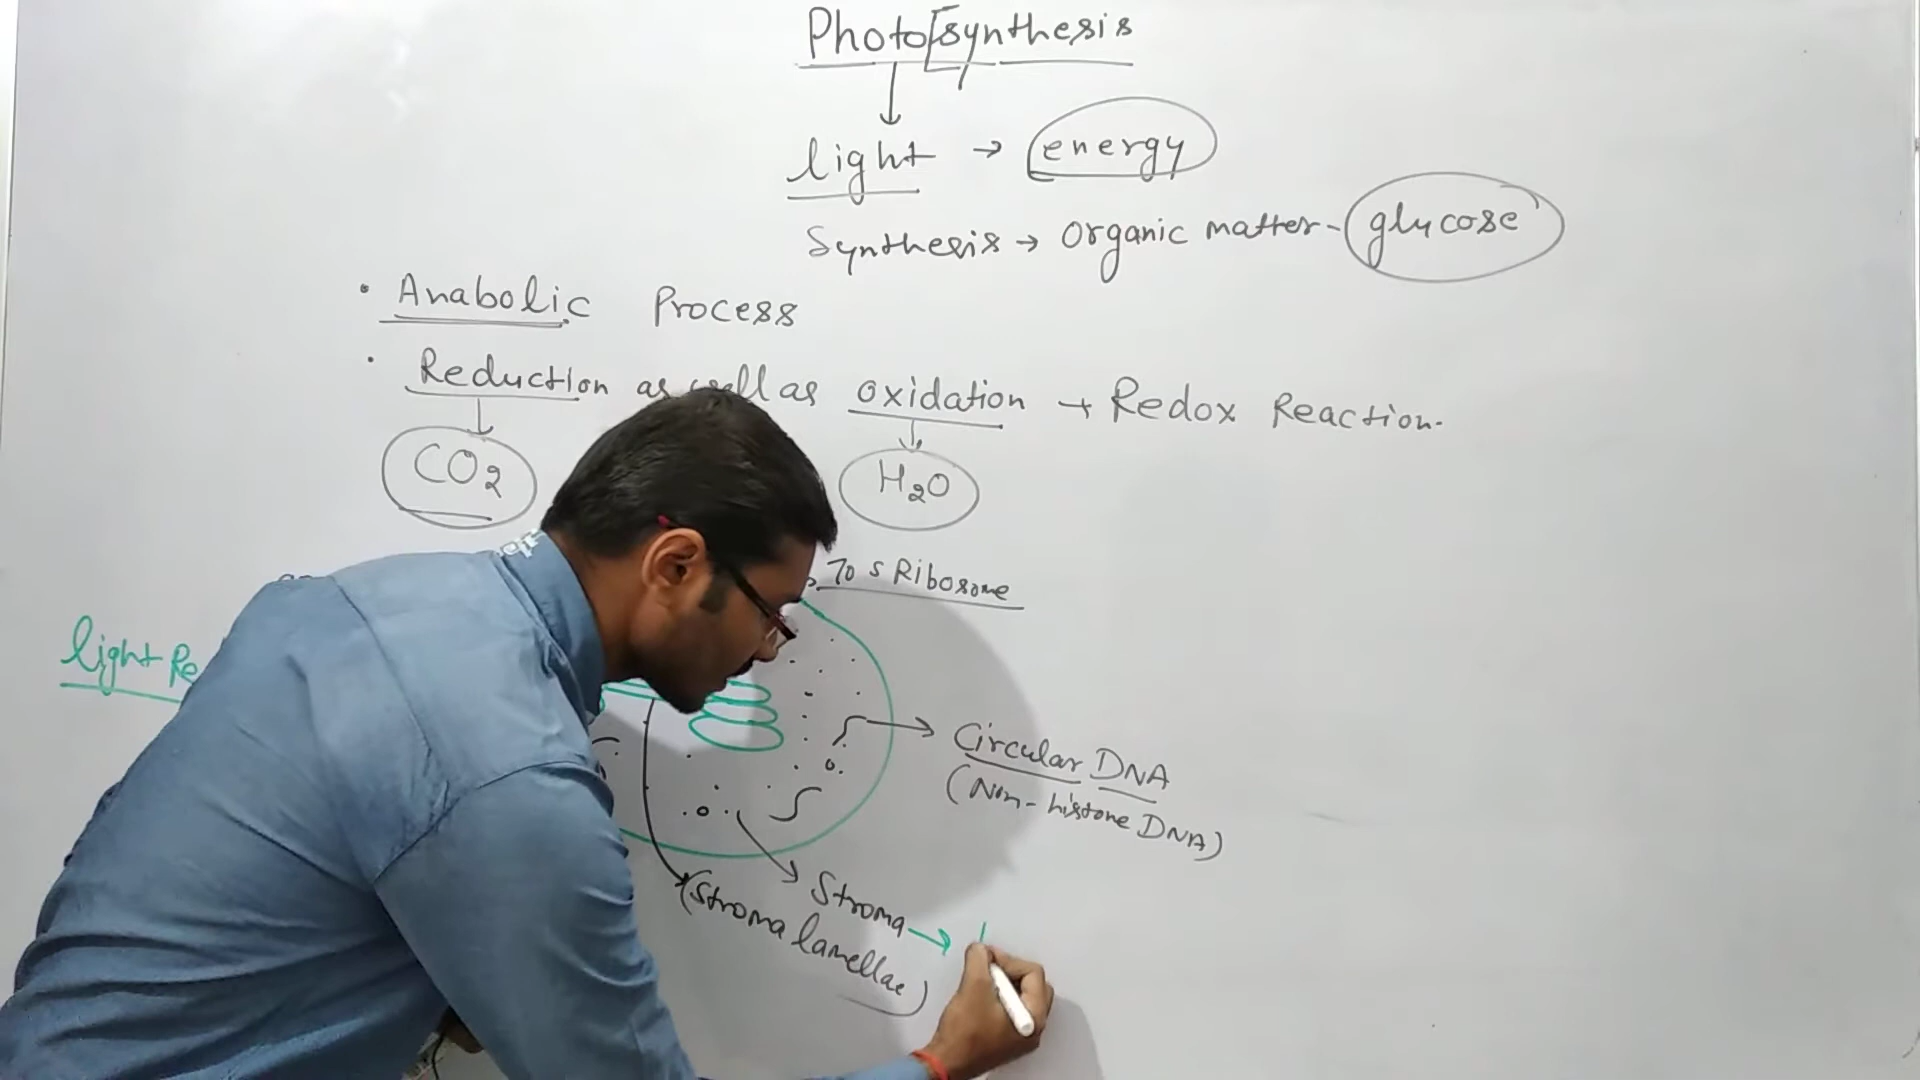 Photosynthesis
light → energy
Synthesis → Organic matter - glucose
• Anabolic Process
• Reduction as well as oxidation → Redox Reaction.
CO2 H2O
70 s Ribosome
light Re
Circular DNA
(Non-histone DNA)
Stroma →
(Stroma lamellae)